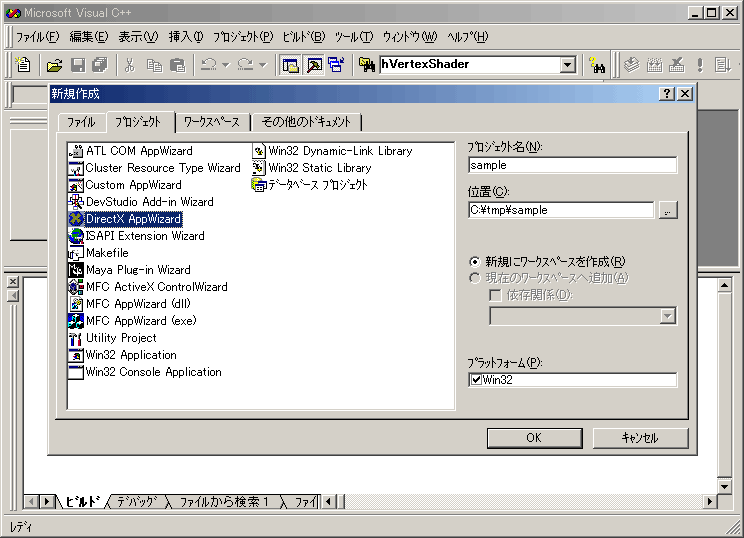 Microsoft Visual C++
ﾌｧｲﾙ(F) 編集(E) 表示(V) 挿入(I) ﾌﾟﾛｼﾞｪｸﾄ(P) ﾋﾞﾙﾄﾞ(B) ﾂｰﾙ(T) ｳｨﾝﾄﾞｳ(W) ﾍﾙﾌﾟ(H)
hVertexShader
新規作成
ﾌｧｲﾙ ﾌﾟﾛｼﾞｪｸﾄ ﾜｰｸｽﾍﾟｰｽ その他のﾄﾞｷｭﾒﾝﾄ
ATL COM AppWizard
Cluster Resource Type Wizard
Custom AppWizard
DevStudio Add-in Wizard
DirectX AppWizard
ISAPI Extension Wizard
Makefile
Maya Plug-in Wizard
MFC ActiveX ControlWizard
MFC AppWizard (dll)
MFC AppWizard (exe)
Utility Project
Win32 Application
Win32 Console Application
Win32 Dynamic-Link Library
Win32 Static Library
ﾃﾞｰﾀﾍﾞｰｽ ﾌﾟﾛｼﾞｪｸﾄ
ﾌﾟﾛｼﾞｪｸﾄ名(N):
sample
位置(C):
C:¥tmp¥sample
...
新規にﾜｰｸｽﾍﾟｰｽを作成(R)
現在のﾜｰｸｽﾍﾟｰｽへ追加(A)
依存関係(D):
ﾌﾟﾗｯﾄﾌｫｰﾑ(P):
Win32
OK ｷｬﾝｾﾙ
ﾋﾞﾙﾄﾞ ﾃﾞﾊﾞｯｸﾞ ファイルから検索 1 ファイ
ﾚﾃﾞｨ